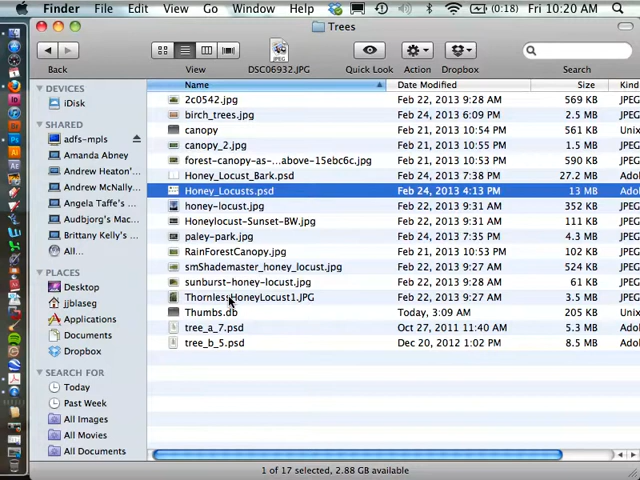 Finder File Edit View Go Window Help (0:18) Fri 10:20 AM
Trees
Back View DSC06932.JPG Quick Look Action Dropbox Search
Name Date Modified Size
DEVICES
iDisk
SHARED
adfs-mpls
Amanda Abney
Andrew Heaton'...
Andrew McNally...
Angela Taffe's ...
Audbjorg's Mac...
Brittany Kelly's ...
All...
PLACES
Desktop
jjblaseg
Applications
Documents
Dropbox
SEARCH FOR
Today
Past Week
All Images
All Movies
All Documents
2c0542.jpg Feb 22, 2013 9:28 AM 569 KB JPEG
birch_trees.jpg Feb 24, 2013 6:09 PM 2.5 MB JPEG
canopy Feb 21, 2013 10:54 PM 561 KB Unix
canopy_2.jpg Feb 21, 2013 10:54 PM 145 KB JPEG
forest-canopy-as-...above-15ebc6c.jpg Feb 21, 2013 10:53 PM 590 KB JPEG
Honey_Locust_Bark.psd Feb 24, 2013 7:38 PM 27.2 MB Adol
Honey_Locusts.psd Feb 24, 2013 4:13 PM 13 MB Adol
honey-locust.jpg Feb 22, 2013 9:31 AM 352 KB JPEG
Honeylocust-Sunset-BW.jpg Feb 22, 2013 9:31 AM 111 KB JPEG
paley-park.jpg Feb 24, 2013 7:35 PM 4.3 MB JPEG
RainForestCanopy.jpg Feb 21, 2013 10:53 PM 102 KB JPEG
smShademaster_honey_locust.jpg Feb 22, 2013 9:27 AM 524 KB JPEG
sunburst-honey-locust.jpg Feb 22, 2013 9:28 AM 61 KB JPEG
ThornlessHoneyLocust1.JPG Feb 22, 2013 9:27 AM 3.5 MB JPEG
Thumbs.db Today, 3:09 AM 205 KB Unix
tree_a_7.psd Oct 27, 2011 11:40 AM 5.3 MB Adol
tree_b_5.psd Dec 20, 2012 1:02 PM 8.5 MB Adol
1 of 17 selected, 2.88 GB available